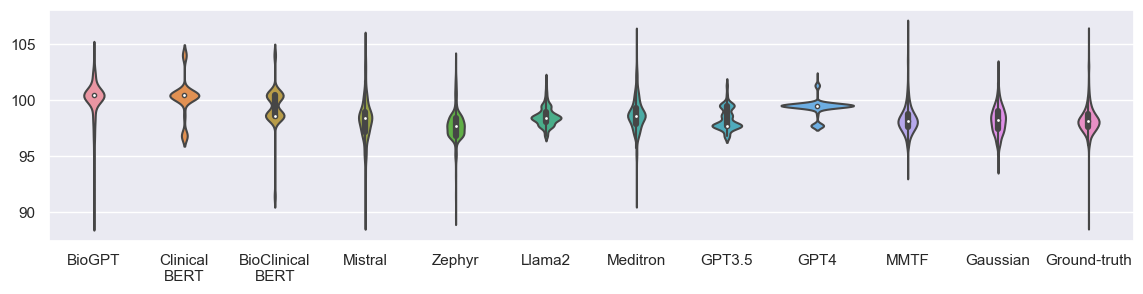 105
100
95
90
BioGPT
Clinical
BERT
BioClinical
BERT
Mistral
Zephyr
Llama2
Meditron
GPT3.5
GPT4
MMTF
Gaussian
Ground-truth